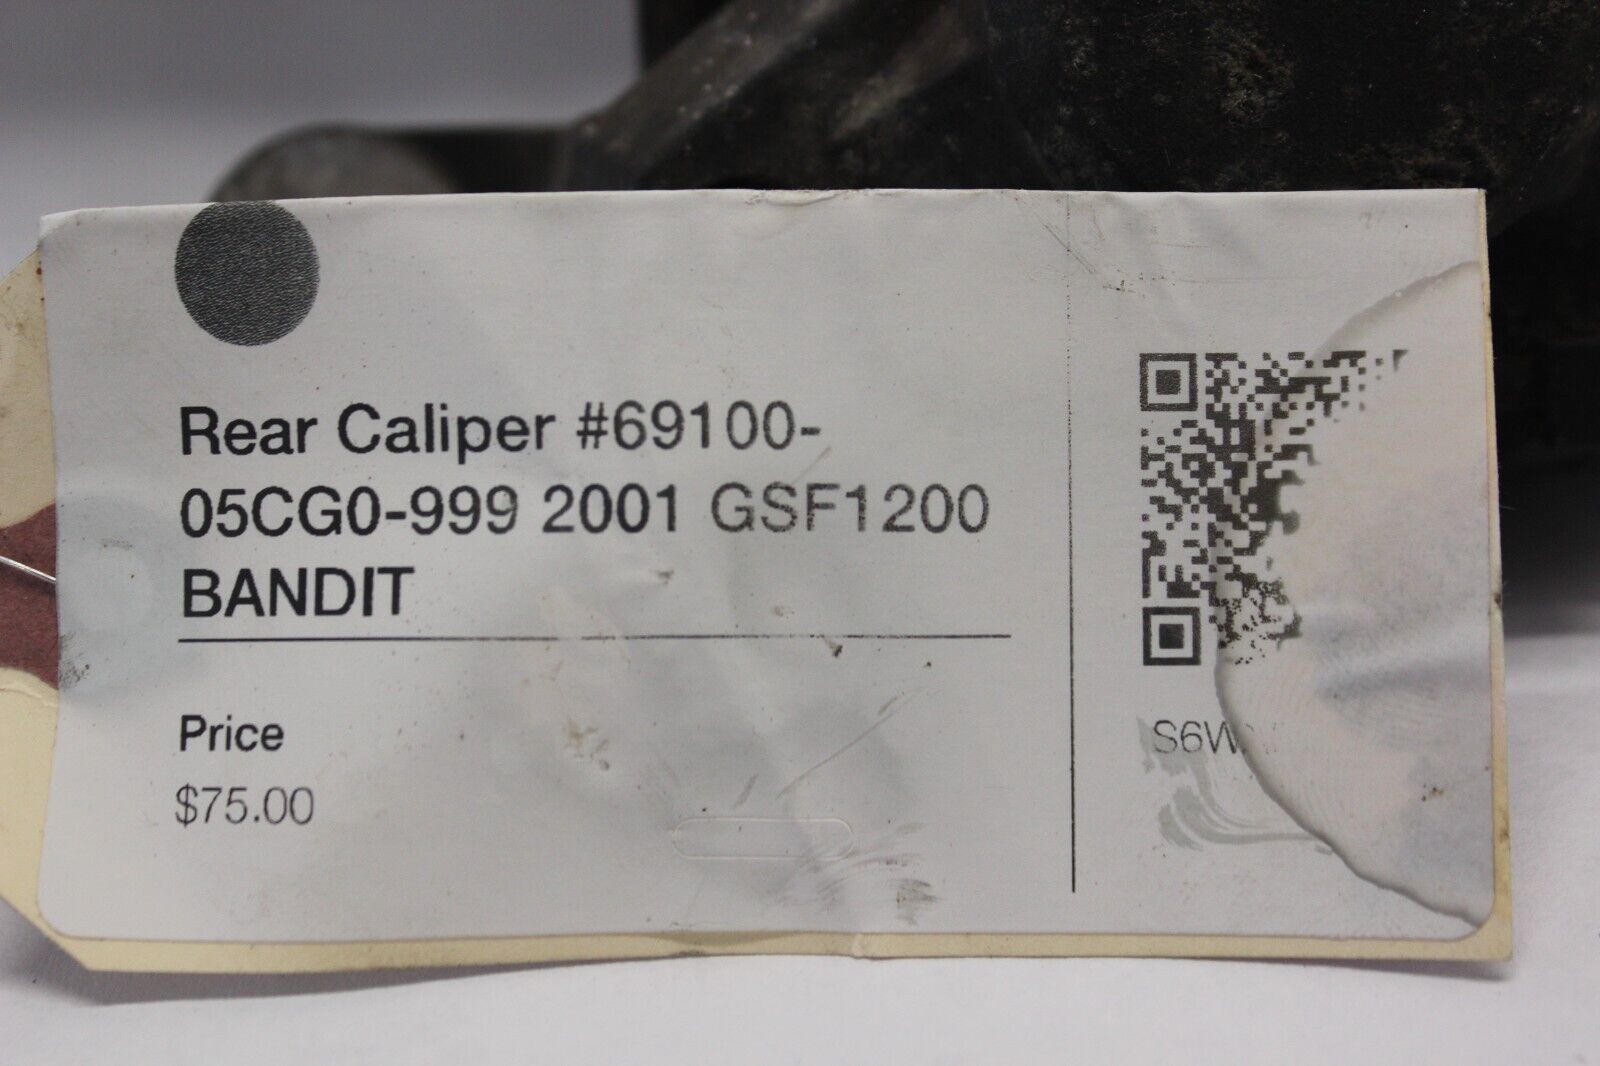 Rear Caliper #69100-
05CG0-999 2001 GSF1200
BANDIT
Price
$75.00